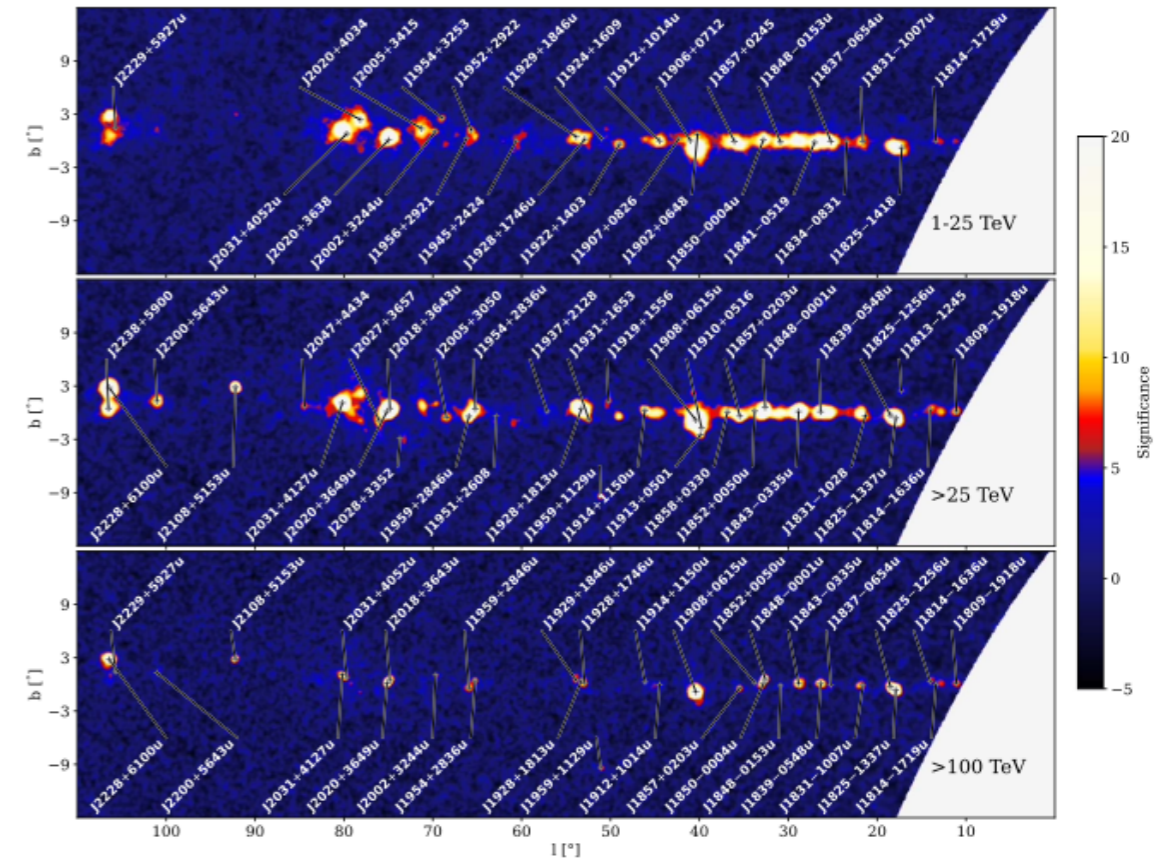 J2229+5927u
J2020+4034
J2005+3415
J1954+3253
J1952+2922
J1929+1846u
J1924+1609
J1912+1014u
J1906+0712
J1857+0245
J1848−0153u
J1837−0654u
J1831−1007u
J1814−1719u
9
3
−3
−9
b [°]
J2031+4052u
J2020+3638
J2002+3244u
J1956+2921
J1945+2424
J1928+1746u
J1922+1403
J1907+0826
J1902+0648
J1850−0004u
J1841−0519
J1834−0831
J1825−1418
1-25 TeV
J2238+5900
J2200+5643u
J2047+4434
J2027+3657
J2018+3643u
J2005+3050
J1954+2836u
J1937+2128
J1931+1653
J1919+1556
J1908+0615u
J1910+0516
J1857+0203u
J1848−0001u
J1839−0548u
J1825−1256u
J1813−1245
J1809−1918u
9
3
−3
−9
b [°]
J2228+6100u
J2108+5153u
J2031+4127u
J2020+3649u
J2028+3352
J1959+2846u
J1951+2608
J1928+1813u
J1959+1129u
J1914+1150u
J1913+0501
J1858+0330
J1852+0050u
J1843−0335u
J1831−1028
J1825−1337u
J1814−1636u
>25 TeV
J2229+5927u
J2108+5153u
J2031+4052u
J2018+3643u
J1959+2846u
J1929+1846u
J1928+1746u
J1914+1150u
J1908+0615u
J1852+0050u
J1848−0001u
J1843−0335u
J1837−0654u
J1825−1256u
J1814−1636u
J1809−1918u
9
3
−3
−9
b [°]
J2228+6100u
J2200+5643u
J2031+4127u
J2020+3649u
J2002+3244u
J1954+2836u
J1928+1813u
J1959+1129u
J1912+1014u
J1857+0203u
J1850−0004u
J1848−0153u
J1839−0548u
J1831−1007u
J1825−1337u
J1814−1719u
>100 TeV
100
90
80
70
60
50
40
30
20
10
l [°]
20
15
10
5
0
−5
Significance